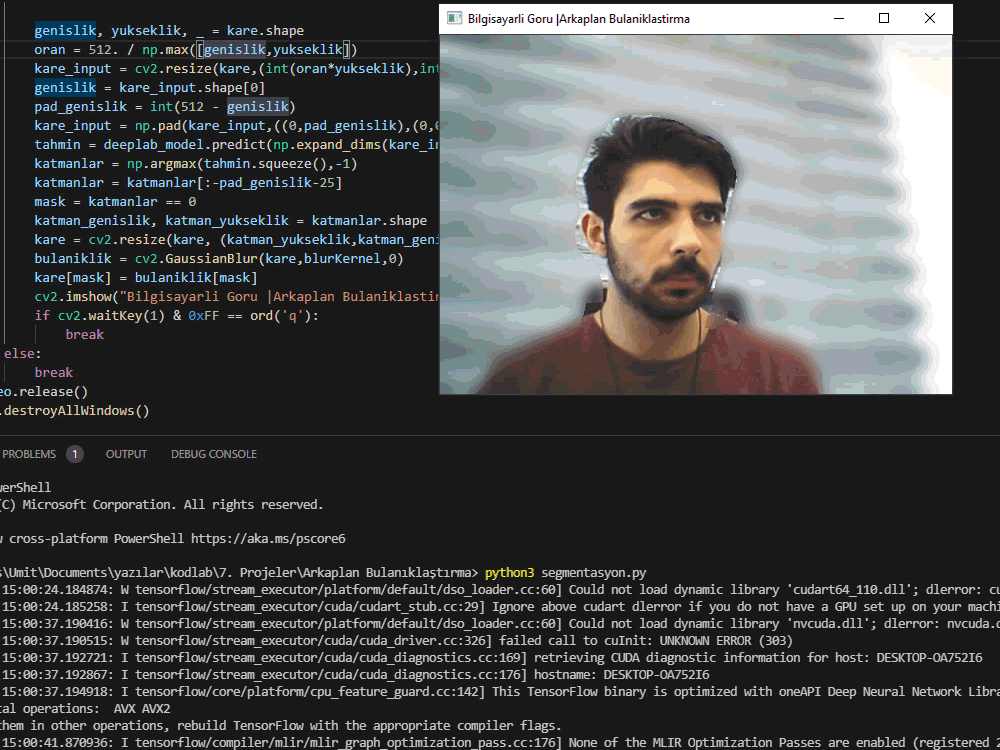 genislik, yukseklik, _ = kare.shape
oran = 512. / np.max([genislik,yukseklik])
kare_input = cv2.resize(kare,(int(oran*yukseklik),int
genislik = kare_input.shape[0]
pad_genislik = int(512 - genislik)
kare_input = np.pad(kare_input,((0,pad_genislik),(0,0
tahmin = deeplab_model.predict(np.expand_dims(kare_in
katmanlar = np.argmax(tahmin.squeeze(),-1)
katmanlar = katmanlar[:-pad_genislik-25]
mask = katmanlar == 0
katman_genislik, katman_yukseklik = katmanlar.shape
kare = cv2.resize(kare, (katman_yukseklik,katman_geni
bulaniklik = cv2.GaussianBlur(kare,blurKernel,0)
kare[mask] = bulaniklik[mask]
cv2.imshow("Bilgisayarli Goru |Arkaplan Bulaniklastir
if cv2.waitKey(1) & 0xFF == ord('q'):
break
else:
break
eo.release()
.destroyAllWindows()
Bilgisayarli Goru |Arkaplan Bulaniklastirma
PROBLEMS 1 OUTPUT DEBUG CONSOLE
werShell
(C) Microsoft Corporation. All rights reserved.
w cross-platform PowerShell https://aka.ms/pscore6
s\Umit\Documents\yazılar\kodlab\7. Projeler\Arkaplan Bulanıklaştırma> python3 segmentasyon.py
15:00:24.184874: W tensorflow/stream_executor/platform/default/dso_loader.cc:60] Could not load dynamic library 'cudart64_110.dll'; dlerror: cu
15:00:24.185258: I tensorflow/stream_executor/cuda/cudart_stub.cc:29] Ignore above cudart dlerror if you do not have a GPU set up on your machi
15:00:37.190416: W tensorflow/stream_executor/platform/default/dso_loader.cc:60] Could not load dynamic library 'nvcuda.dll'; dlerror: nvcuda.d
15:00:37.190515: W tensorflow/stream_executor/cuda/cuda_driver.cc:326] failed call to cuInit: UNKNOWN ERROR (303)
15:00:37.192721: I tensorflow/stream_executor/cuda/cuda_diagnostics.cc:169] retrieving CUDA diagnostic information for host: DESKTOP-OA752I6
15:00:37.192867: I tensorflow/stream_executor/cuda/cuda_diagnostics.cc:176] hostname: DESKTOP-OA752I6
15:00:37.194918: I tensorflow/core/platform/cpu_feature_guard.cc:142] This TensorFlow binary is optimized with oneAPI Deep Neural Network Libra
cal operations: AVX AVX2
them in other operations, rebuild TensorFlow with the appropriate compiler flags.
15:00:41.870936: I tensorflow/compiler/mlir/mlir_graph_optimization_pass.cc:176] None of the MLIR Optimization Passes are enabled (registered